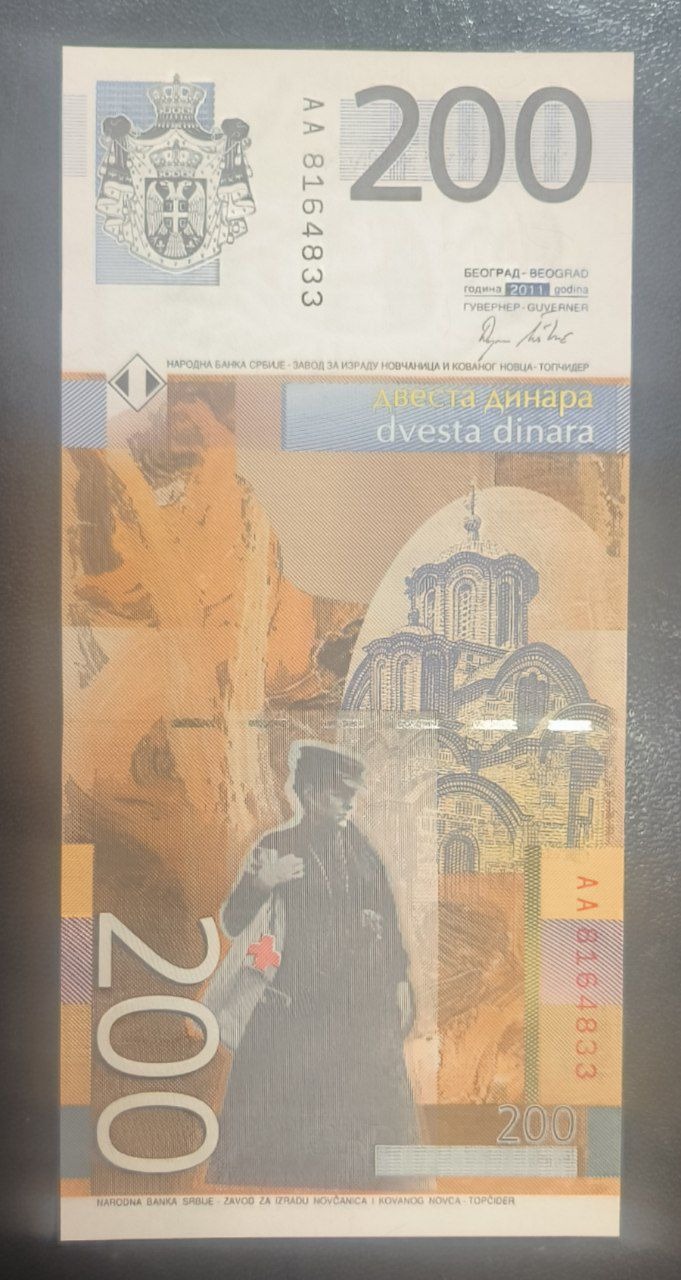 AA 8164833
200
БЕОГРАД - BEOGRAD
година 2011 godina
ГУВЕРНЕР - GUVERNER
НАРОДНА БАНКА СРБИЈЕ - ЗАВОД ЗА ИЗРАДУ НОВЧАНИЦА И КОВАНОГ НОВЦА - ТОПЧИДЕР
двеста динара
dvesta dinara
AA 8164833
200
200
NARODNA BANKA SRBIJE - ZAVOD ZA IZRADU NOVČANICA I KOVANOG NOVCA - TOPČIDER